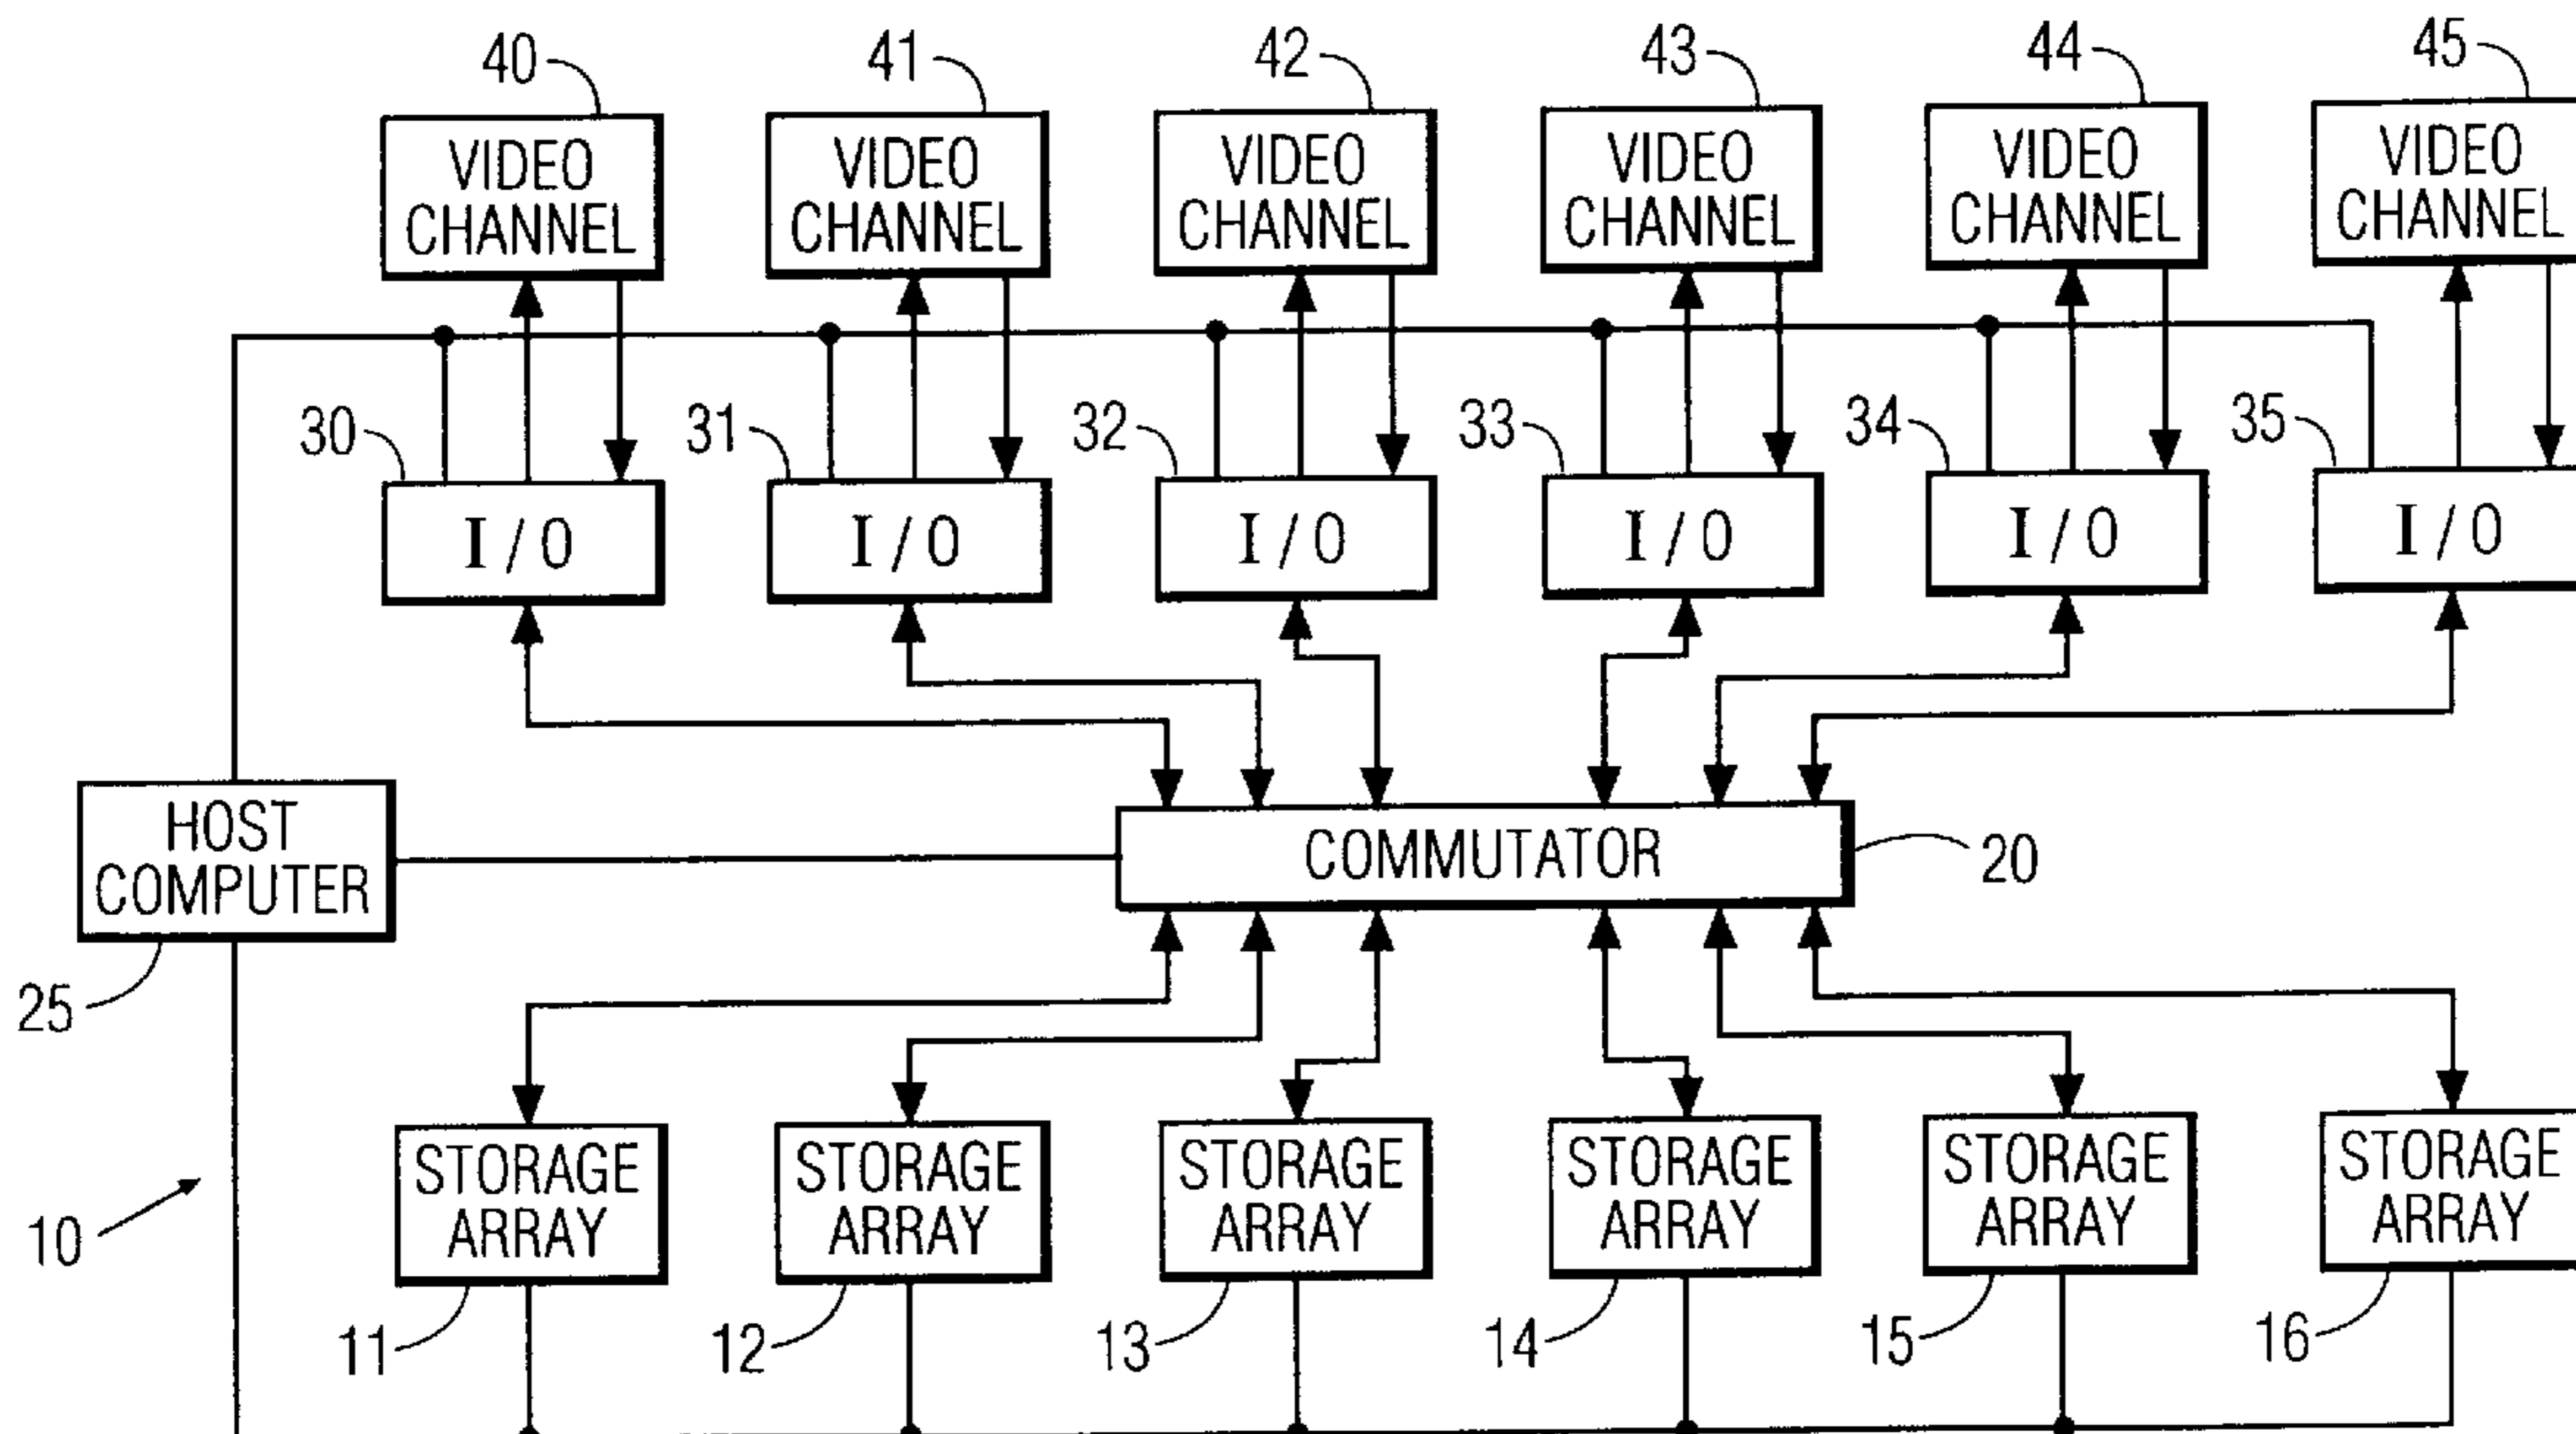 40 41 42 43 44 45
VIDEO CHANNEL VIDEO CHANNEL VIDEO CHANNEL VIDEO CHANNEL VIDEO CHANNEL VIDEO CHANNEL
30 31 32 33 34 35
I/O I/O I/O I/O I/O I/O
HOST
COMPUTER
COMMUTATOR
20
25
STORAGE ARRAY STORAGE ARRAY STORAGE ARRAY STORAGE ARRAY STORAGE ARRAY STORAGE ARRAY
10
11 12 13 14 15 16